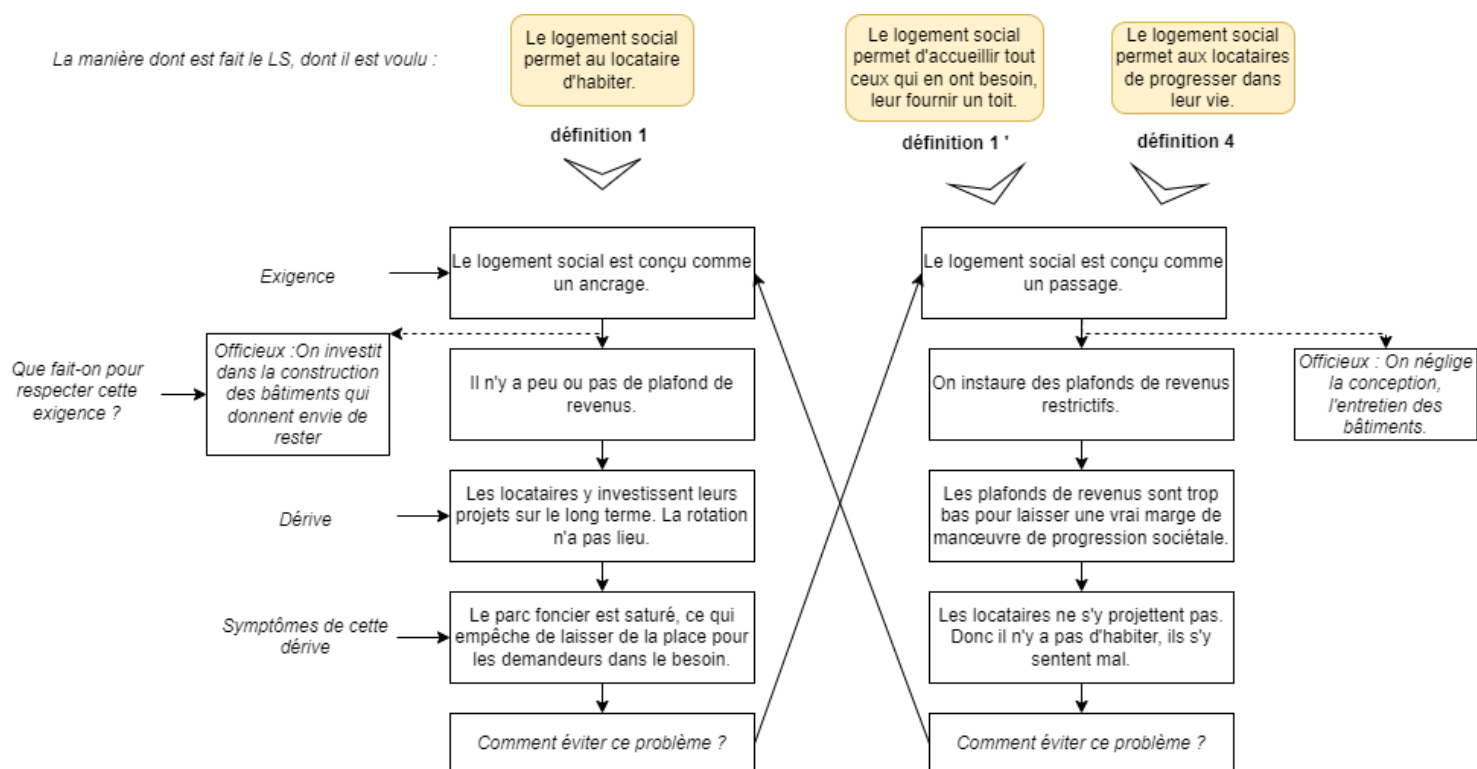 La manière dont est fait le LS, dont il est voulu :
Le logement social
permet au locataire
d'habiter.
Le logement social
permet d'accueillir tout
ceux qui en ont besoin,
leur fournir un toit.
Le logement social
permet aux locataires
de progresser dans
leur vie.
définition 1
définition 1 '
définition 4
Exigence
Le logement social est conçu comme
un ancrage.
Le logement social est conçu comme
un passage.
Que fait-on pour
respecter cette
exigence ?
Officieux :On investit
dans la construction
des bâtiments qui
donnent envie de
rester
Il n'y a peu ou pas de plafond de
revenus.
On instaure des plafonds de revenus
restrictifs.
Officieux : On néglige
la conception,
l'entretien des
bâtiments.
Dérive
Les locataires y investissent leurs
projets sur le long terme. La rotation
n'a pas lieu.
Les plafonds de revenus sont trop
bas pour laisser une vrai marge de
manœuvre de progression sociétale.
Symptômes de cette
dérive
Le parc foncier est saturé, ce qui
empêche de laisser de la place pour
les demandeurs dans le besoin.
Les locataires ne s'y projettent pas.
Donc il n'y a pas d'habiter, ils s'y
sentent mal.
Comment éviter ce problème ?
Comment éviter ce problème ?